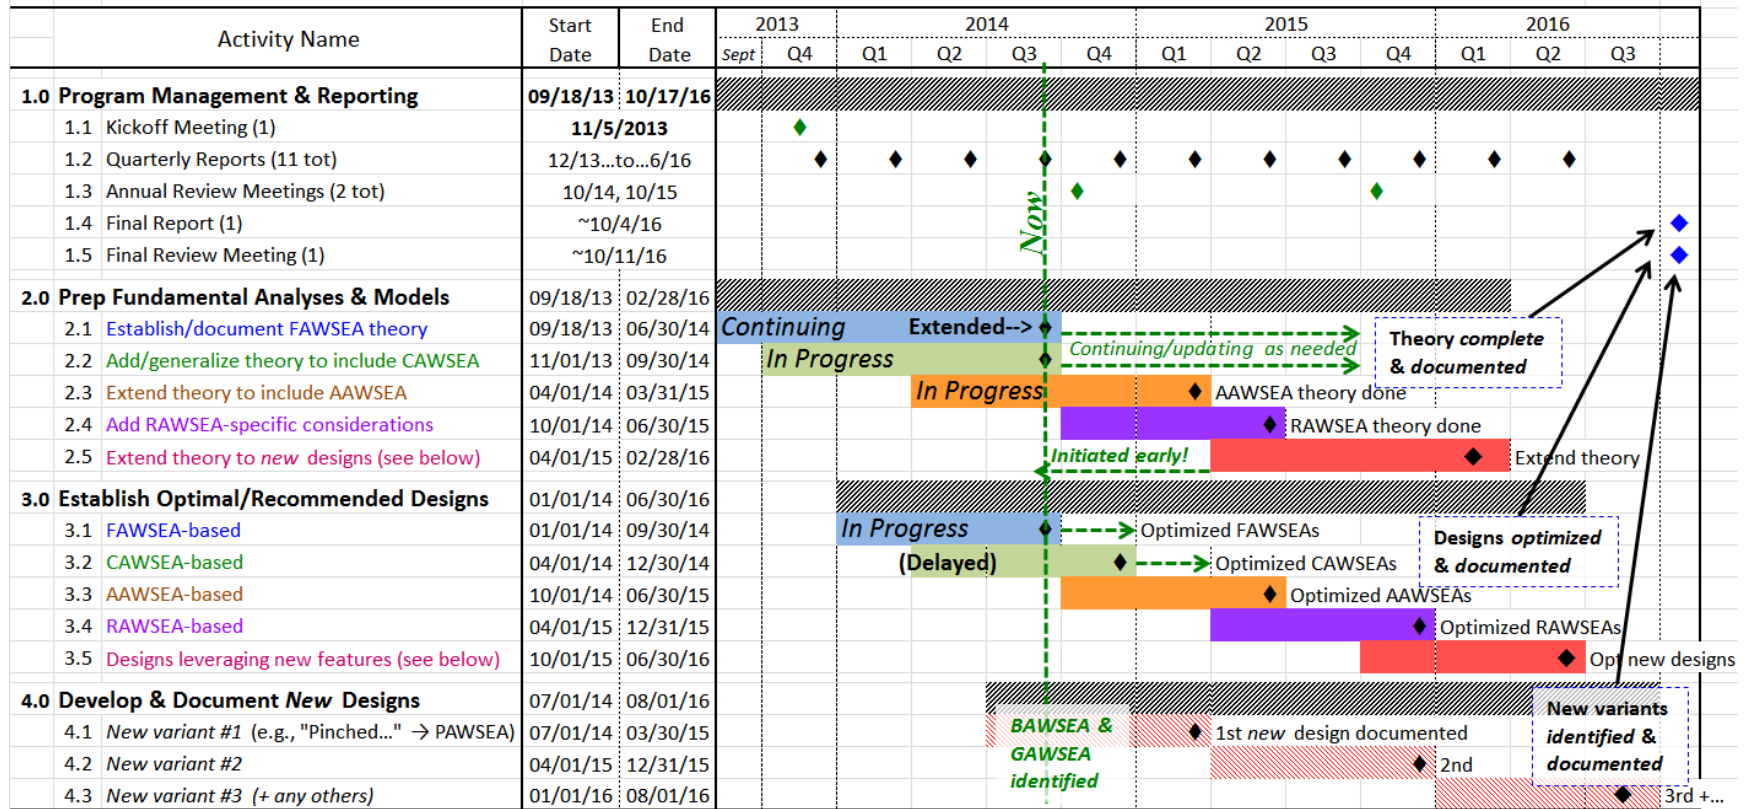 Activity Name Start Date End Date 2013 2014 2015 2016
Sept Q4 Q1 Q2 Q3 Q4 Q1 Q2 Q3 Q4 Q1 Q2 Q3
1.0 Program Management & Reporting 09/18/13 10/17/16
1.1 Kickoff Meeting (1) 11/5/2013
1.2 Quarterly Reports (11 tot) 12/13...to...6/16
1.3 Annual Review Meetings (2 tot) 10/14, 10/15
1.4 Final Report (1) ~10/4/16
1.5 Final Review Meeting (1) ~10/11/16
Now
2.0 Prep Fundamental Analyses & Models 09/18/13 02/28/16
2.1 Establish/document FAWSEA theory 09/18/13 06/30/14 Continuing Extended-->
2.2 Add/generalize theory to include CAWSEA 11/01/13 09/30/14 In Progress Continuing/updating as needed
Theory complete
& documented
2.3 Extend theory to include AAWSEA 04/01/14 03/31/15 In Progress AAWSEA theory done
2.4 Add RAWSEA-specific considerations 10/01/14 06/30/15 RAWSEA theory done
2.5 Extend theory to new designs (see below) 04/01/15 02/28/16 Initiated early! Extend theory
3.0 Establish Optimal/Recommended Designs 01/01/14 06/30/16
3.1 FAWSEA-based 01/01/14 09/30/14 In Progress Optimized FAWSEAs
3.2 CAWSEA-based 04/01/14 12/30/14 (Delayed) Optimized CAWSEAs
Designs optimized
& documented
3.3 AAWSEA-based 10/01/14 06/30/15 Optimized AAWSEAs
3.4 RAWSEA-based 04/01/15 12/31/15 Optimized RAWSEAs
3.5 Designs leveraging new features (see below) 10/01/15 06/30/16 Opt new designs
4.0 Develop & Document New Designs 07/01/14 08/01/16
4.1 New variant #1 (e.g., "Pinched..." → PAWSEA) 07/01/14 03/30/15 1st new design documented
4.2 New variant #2 04/01/15 12/31/15 2nd
4.3 New variant #3 (+ any others) 01/01/16 08/01/16 3rd +...
BAWSEA &
GAWSEA
identified
New variants
identified &
documented